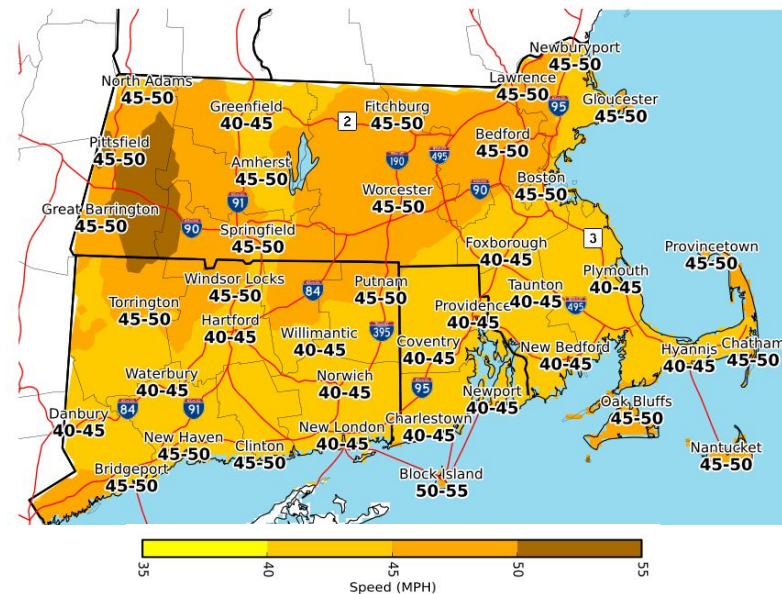 Newburyport
45-50
North Adams
45-50
Lawrence
45-50
95
Gloucester
45-50
Greenfield
40-45
2
Fitchburg
45-50
Bedford
45-50
Pittsfield
45-50
Amherst
45-50
190
495
Boston
45-50
Worcester
45-50
90
Great Barrington
45-50
91
90
Springfield
45-50
Foxborough
40-45
3
Provincetown
45-50
Windsor Locks
45-50
84
Putnam
45-50
Taunton
40-45
Plymouth
40-45
Torrington
45-50
Hartford
40-45
Willimantic
40-45
395
Providence
40-45
495
Coventry
40-45
New Bedford
40-45
Hyannis
40-45
Chatham
45-50
Waterbury
40-45
Norwich
40-45
95
Newport
40-45
Oak Bluffs
45-50
Danbury
40-45
84
91
New Haven
45-50
Clinton
45-50
New London
40-45
Charlestown
40-45
Nantucket
45-50
Bridgeport
45-50
Block Island
50-55
35
40
45
50
55
Speed (MPH)